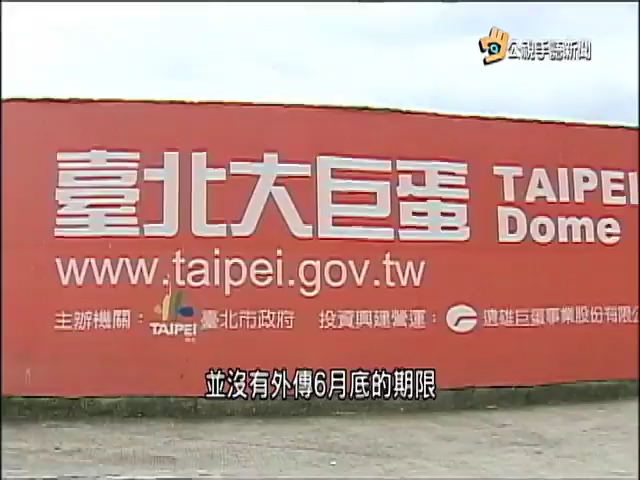 公視手語新聞
臺北大巨蛋
TAIPEI
Dome
www.taipei.gov.tw
主辦機關：TAIPEI 臺北市政府 投資興建營運：遠雄巨蛋事業股份有限公
並沒有外傳6月底的期限